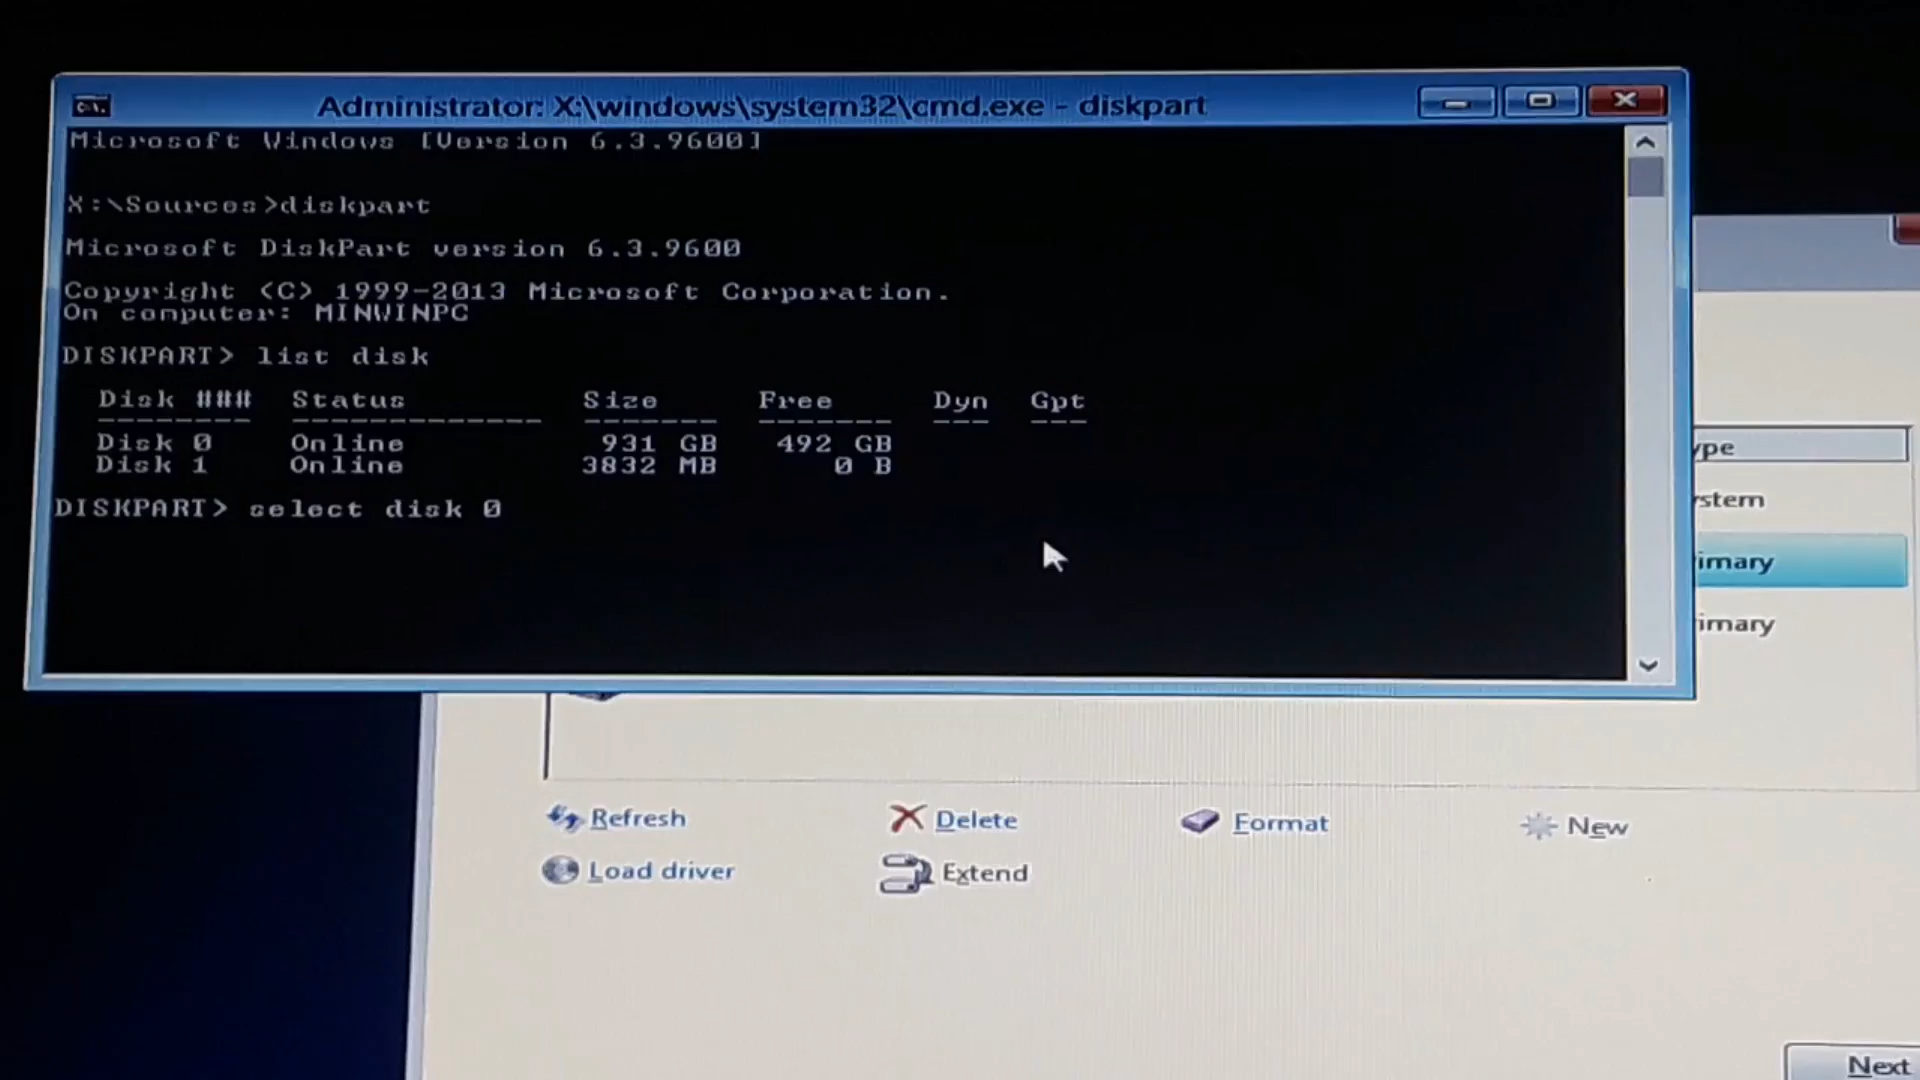 Administrator: X:\windows\system32\cmd.exe - diskpart
Microsoft Windows [Version 6.3.9600]
X:\Sources>diskpart
Microsoft DiskPart version 6.3.9600
Copyright (C) 1999-2013 Microsoft Corporation.
On computer: MINWINPC
DISKPART> list disk
Disk ### Status Size Free Dyn Gpt
Disk 0 Online 931 GB 492 GB
Disk 1 Online 3832 MB 0 B
DISKPART> select disk 0
ype
stem
imary
imary
Refresh Delete Format New
Load driver Extend
Next